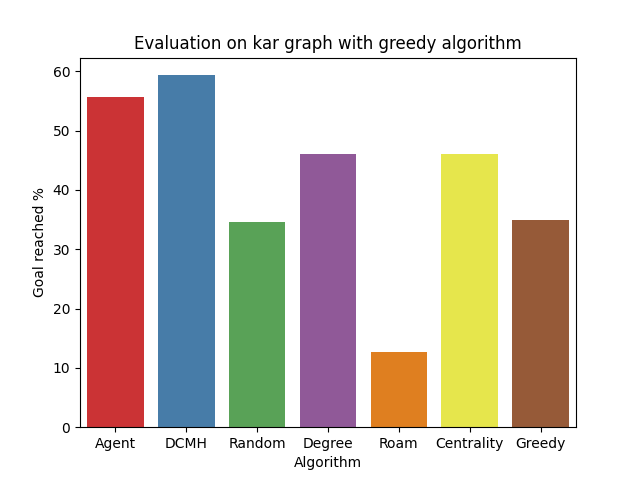 Evaluation on kar graph with greedy algorithm
60
50
40
30
20
10
0
Goal reached %
Agent DCMH Random Degree Roam Centrality Greedy
Algorithm